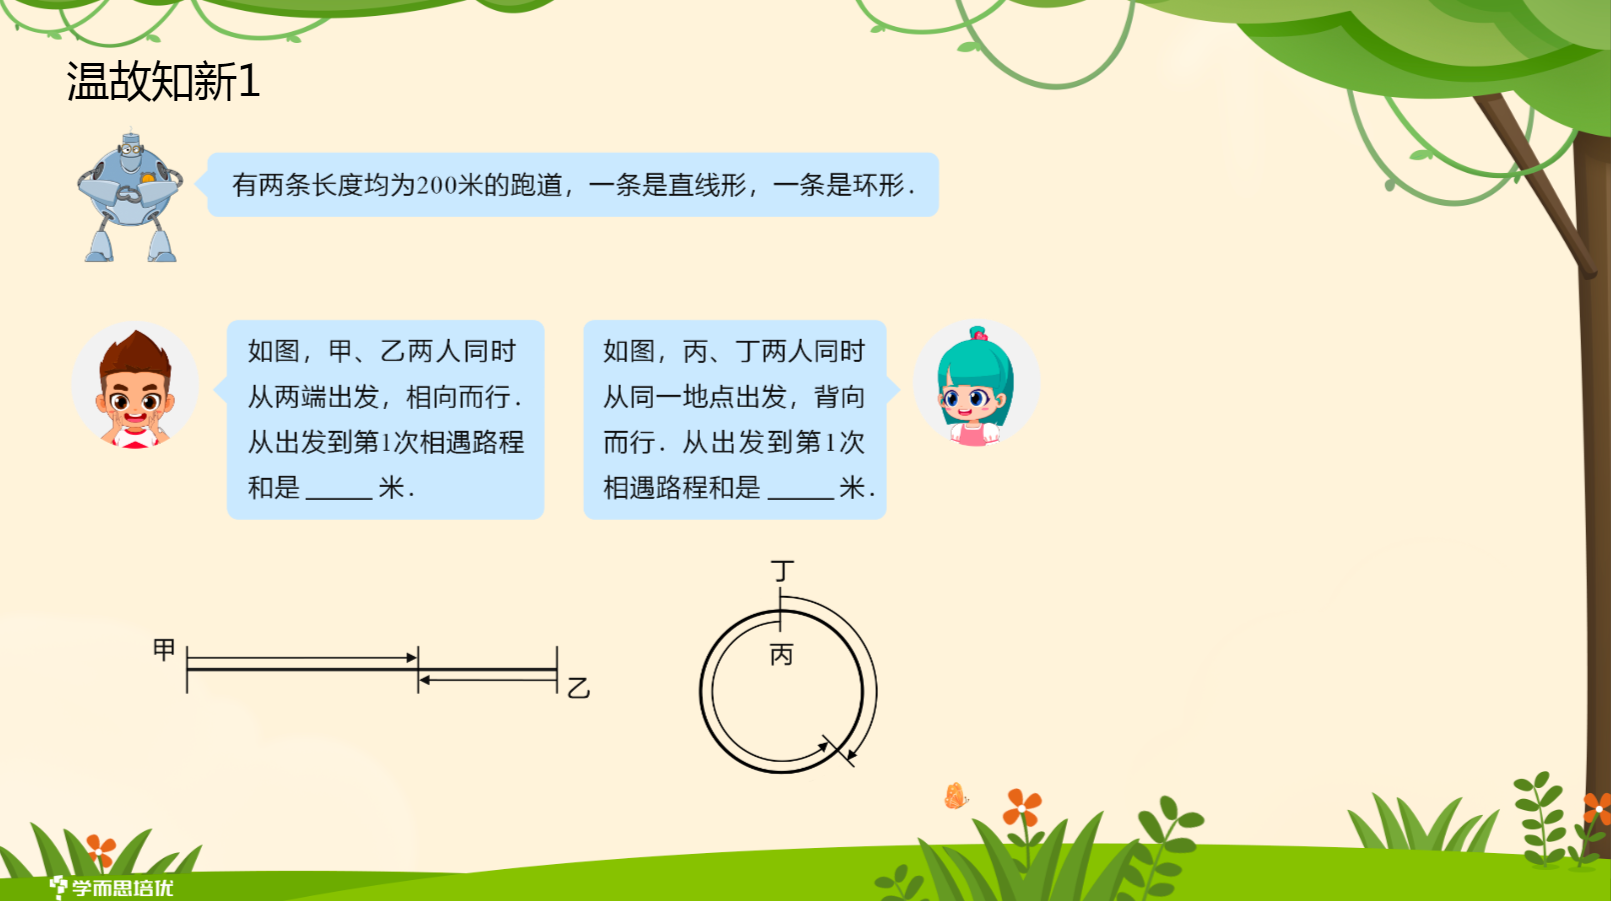 温故知新1
有两条长度均为200米的跑道，一条是直线形，一条是环形．
如图，甲、乙两人同时
从两端出发，相向而行．
从出发到第1次相遇路程
和是 _____ 米．
如图，丙、丁两人同时
从同一地点出发，背向
而行．从出发到第1次
相遇路程和是 _____ 米．
丁
丙
甲
乙
学而思培优